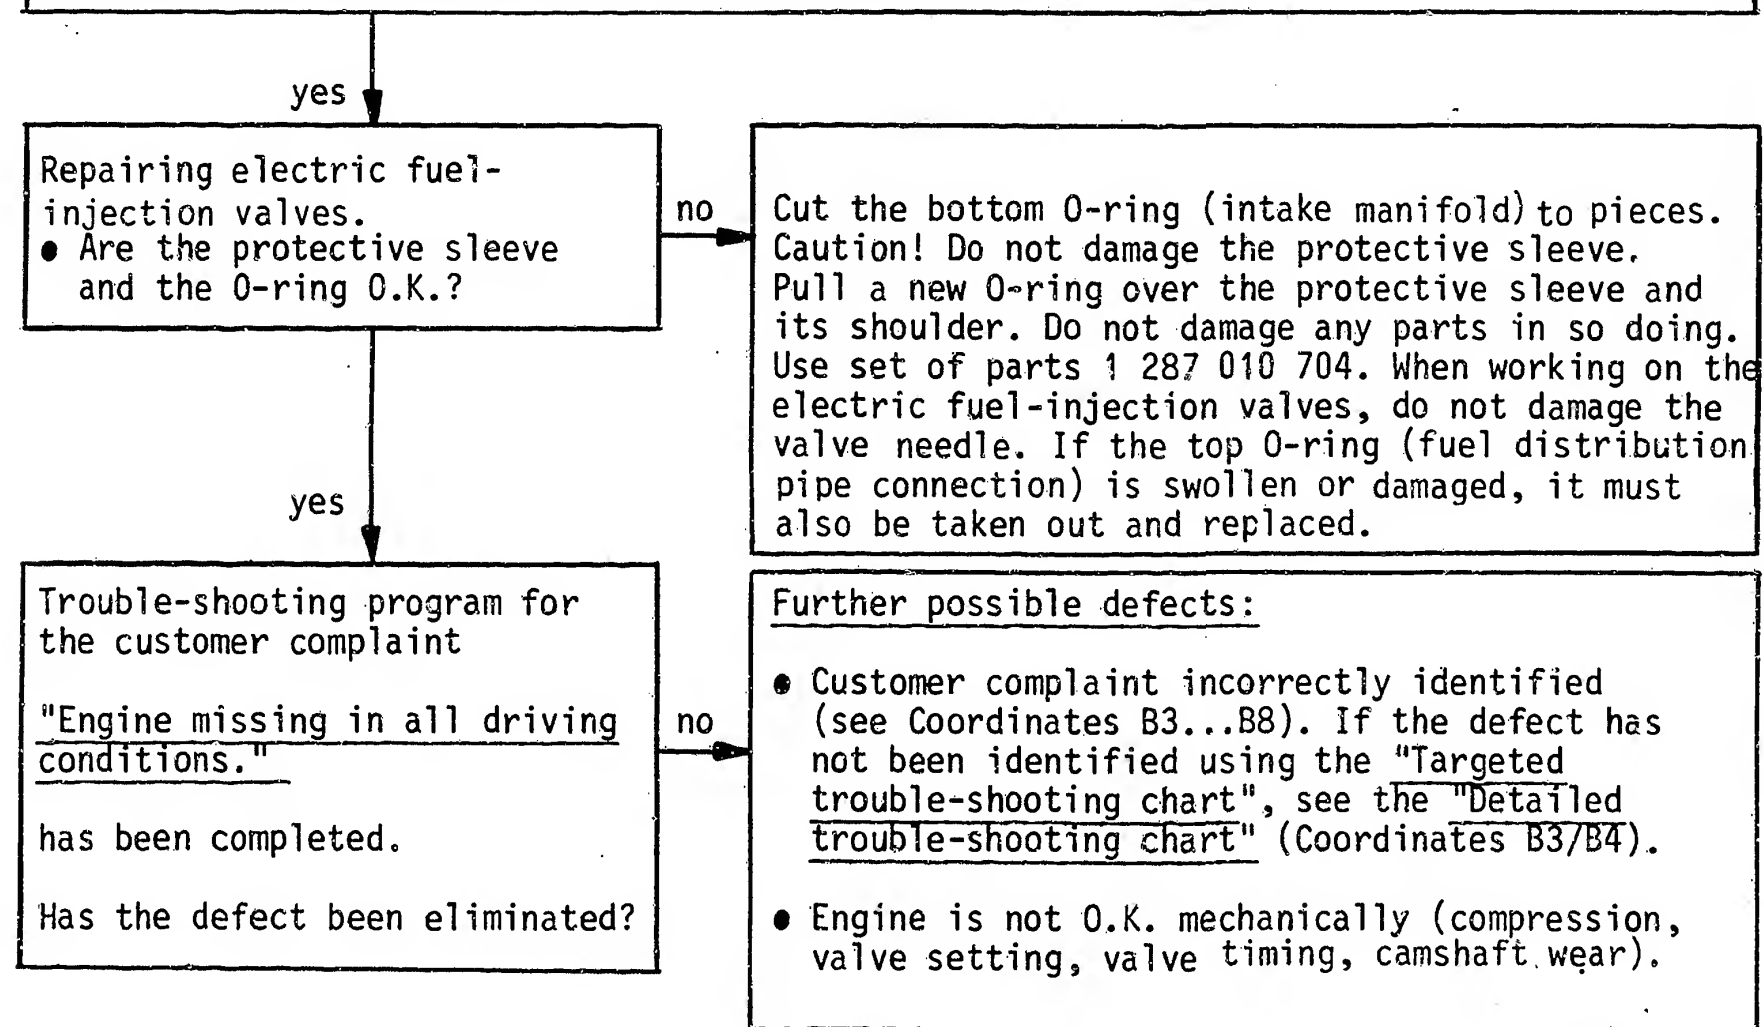 yes
Repairing electric fuel-
injection valves.
● Are the protective sleeve
and the O-ring O.K.?
no
Cut the bottom O-ring (intake manifold) to pieces.
Caution! Do not damage the protective sleeve.
Pull a new O-ring over the protective sleeve and
its shoulder. Do not damage any parts in so doing.
Use set of parts 1 287 010 704. When working on the
electric fuel-injection valves, do not damage the
valve needle. If the top O-ring (fuel distribution
pipe connection) is swollen or damaged, it must
also be taken out and replaced.
yes
Trouble-shooting program for
the customer complaint
"Engine missing in all driving
conditions."
has been completed.
Has the defect been eliminated?
no
Further possible defects:
● Customer complaint incorrectly identified
(see Coordinates B3...B8). If the defect has
not been identified using the "Targeted
trouble-shooting chart", see the "Detailed
trouble-shooting chart" (Coordinates B3/B4).
● Engine is not O.K. mechanically (compression,
valve setting, valve timing, camshaft wear).